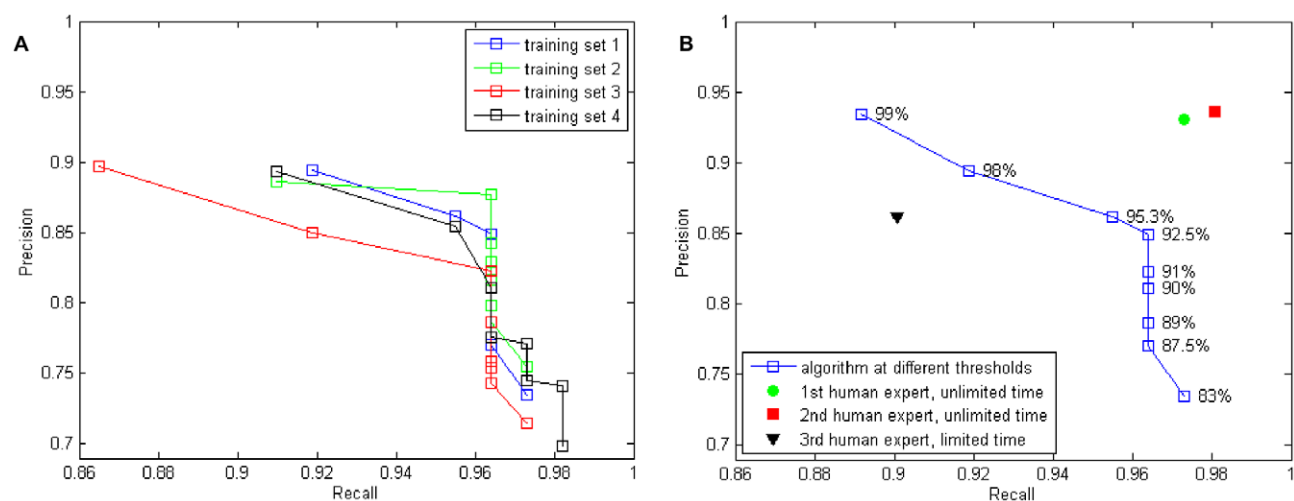 A
training set 1
training set 2
training set 3
training set 4
1
0.95
0.9
0.85
0.8
0.75
0.7
Precision
0.86 0.88 0.9 0.92 0.94 0.96 0.98 1
Recall
B
1
0.95
0.9
0.85
0.8
0.75
0.7
Precision
99%
98%
95.3%
92.5%
91%
90%
89%
87.5%
83%
algorithm at different thresholds
1st human expert, unlimited time
2nd human expert, unlimited time
3rd human expert, limited time
0.86 0.88 0.9 0.92 0.94 0.96 0.98 1
Recall